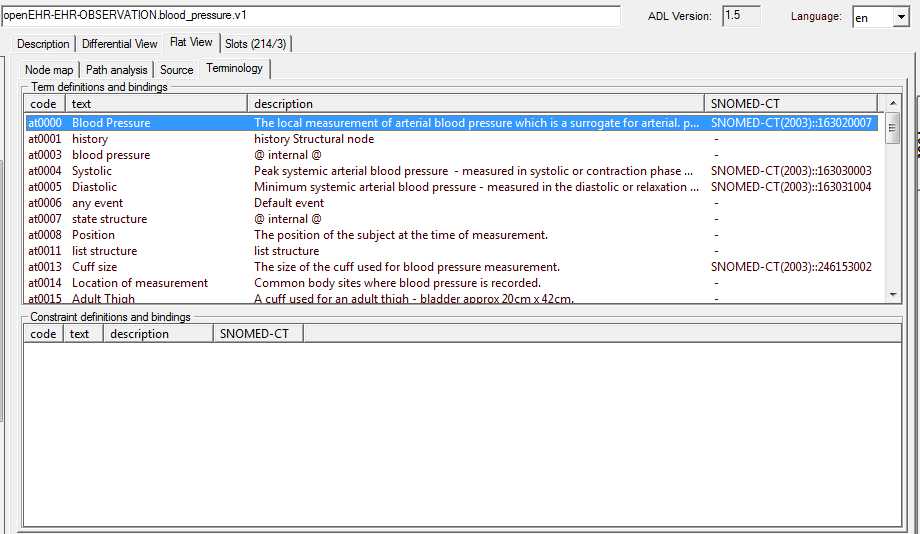 openEHR-EHR-OBSERVATION.blood_pressure.v1 ADL Version: 1.5 Language: en
Description Differential View Flat View Slots (214/3)
Node map Path analysis Source Terminology
Term definitions and bindings
code text description SNOMED-CT
at0000 Blood Pressure The local measurement of arterial blood pressure which is a surrogate for arterial. p... SNOMED-CT(2003)::163020007
at0001 history history Structural node -
at0003 blood pressure @ internal @ -
at0004 Systolic Peak systemic arterial blood pressure - measured in systolic or contraction phase ... SNOMED-CT(2003)::163030003
at0005 Diastolic Minimum systemic arterial blood pressure - measured in the diastolic or relaxation ... SNOMED-CT(2003)::163031004
at0006 any event Default event -
at0007 state structure @ internal @ -
at0008 Position The position of the subject at the time of measurement. -
at0011 list structure list structure -
at0013 Cuff size The size of the cuff used for blood pressure measurement. SNOMED-CT(2003)::246153002
at0014 Location of measurement Common body sites where blood pressure is recorded. -
at0015 Adult Thigh A cuff used for an adult thigh - bladder approx 20cm x 42cm. -
Constraint definitions and bindings
code text description SNOMED-CT